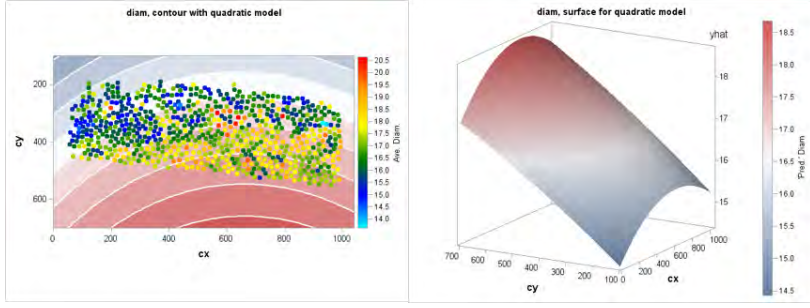 diam, contour with quadratic model
200
400
600
cy
0 200 400 600 800 1000
cx
20.5
20.0
19.5
19.0
18.5
18.0
17.5
17.0
16.5
16.0
15.5
15.0
14.5
14.0
Ave. Diam.
diam, surface for quadratic model
yhat
18
17
16
15
700 600 500 400 300 200 100
cy
0 200 400 600 800 1000
cx
18.5
18.0
17.5
17.0
16.5
16.0
15.5
15.0
14.5
'Pred.' Diam